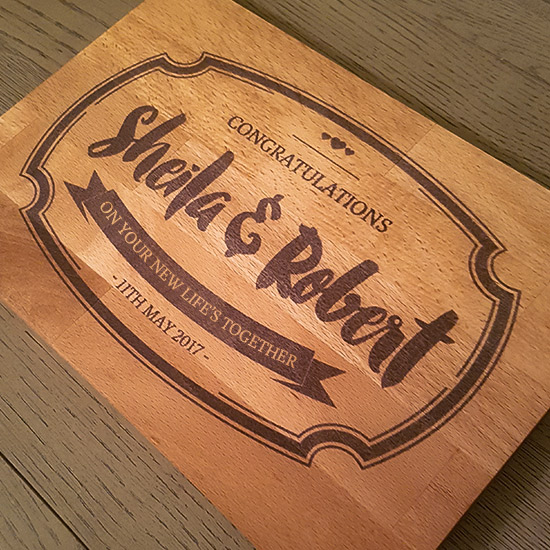 CONGRATULATIONS
Sheila & Robert
ON YOUR NEW LIFE'S TOGETHER
- 11TH MAY 2017 -